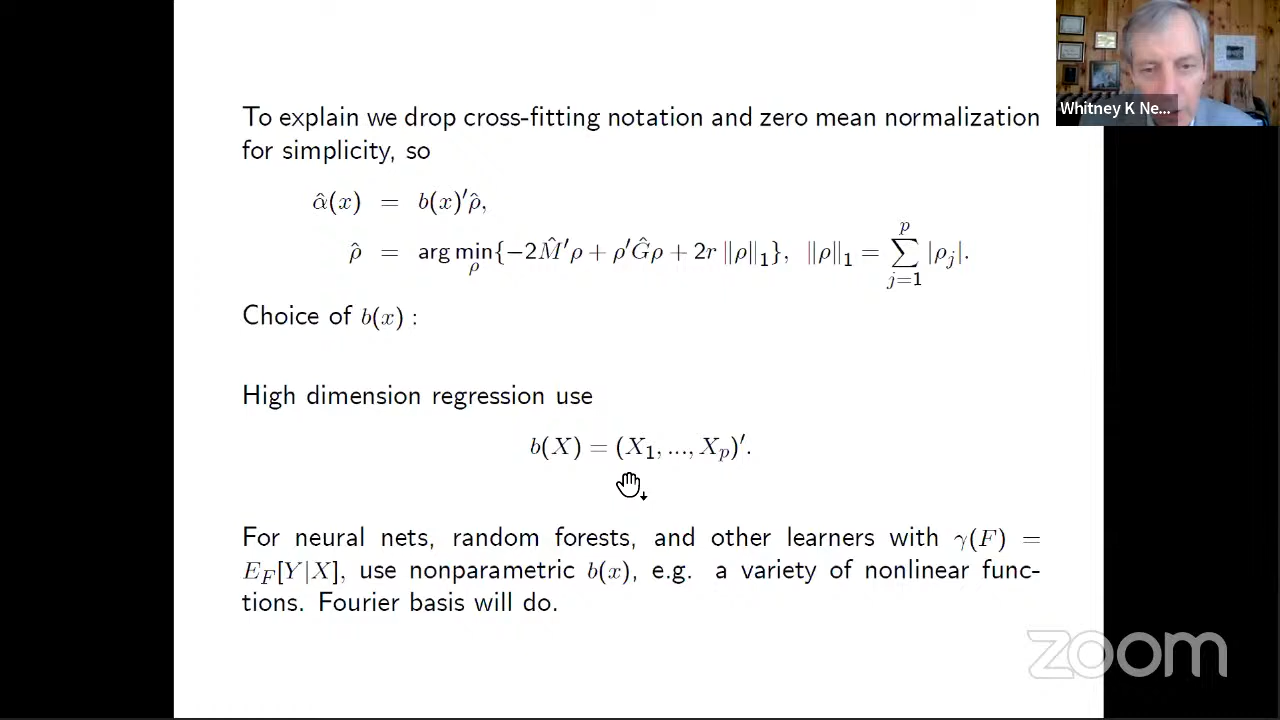 To explain we drop cross-fitting notation and zero mean normalization
for simplicity, so
Whitney K Ne...
α̂(x) = b(x)′ρ̂,
ρ̂ = arg min_ρ {−2M̂′ρ + ρ′Ĝρ + 2r ‖ρ‖₁}, ‖ρ‖₁ = ∑_{j=1}^{p} |ρ_j|.
Choice of b(x) :
High dimension regression use
b(X) = (X₁, ..., X_p)′.
For neural nets, random forests, and other learners with γ(F) =
E_F[Y|X], use nonparametric b(x), e.g. a variety of nonlinear func-
tions. Fourier basis will do.
zoom